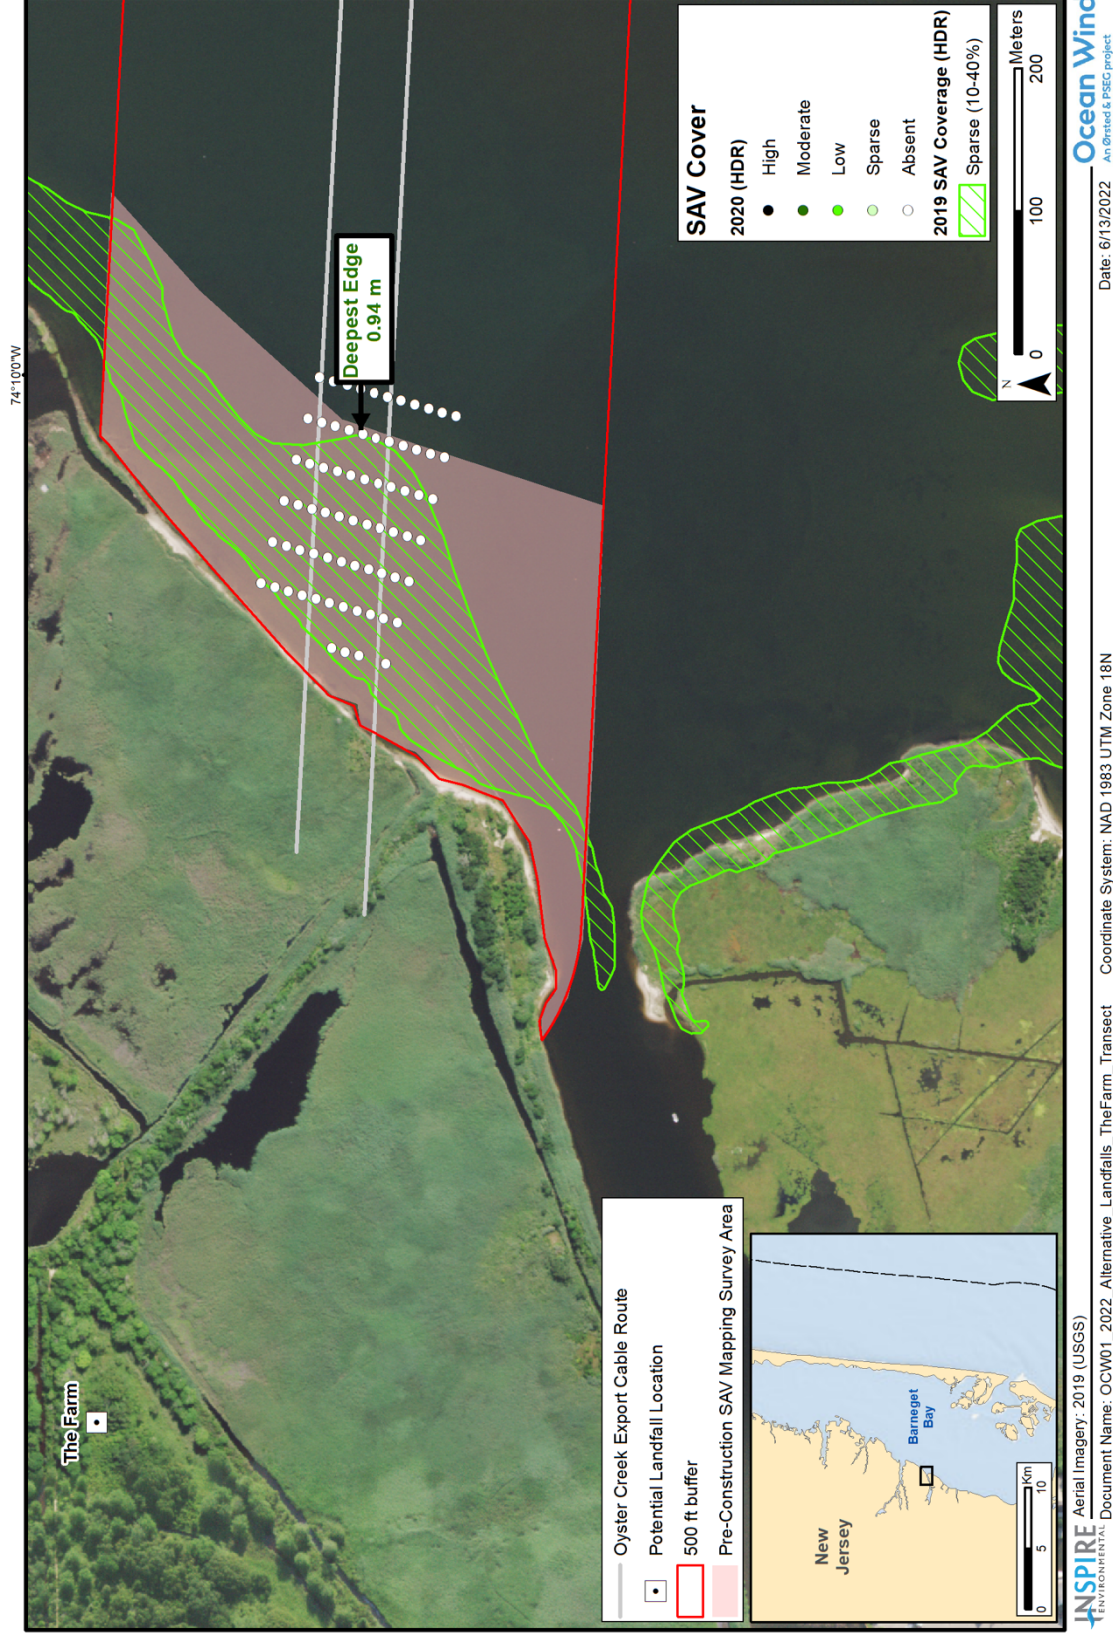 74°10'0"W
The Farm
Deepest Edge
0.94 m
SAV Cover
2020 (HDR)
High
Moderate
Low
Sparse
Absent
2019 SAV Coverage (HDR)
Sparse (10-40%)
N
Meters
0 100 200
Oyster Creek Export Cable Route
Potential Landfall Location
500 ft buffer
Pre-Construction SAV Mapping Survey Area
New
Jersey
Barneget
Bay
Km
0 5 10
INSPIRE
ENVIRONMENTAL
Aerial Imagery: 2019 (USGS)
Document Name: OCW01_2022_Alternative_Landfalls_TheFarm_Transect
Coordinate System: NAD 1983 UTM Zone 18N
Date: 6/13/2022
Ocean Wind
An Ørsted & PSEG project